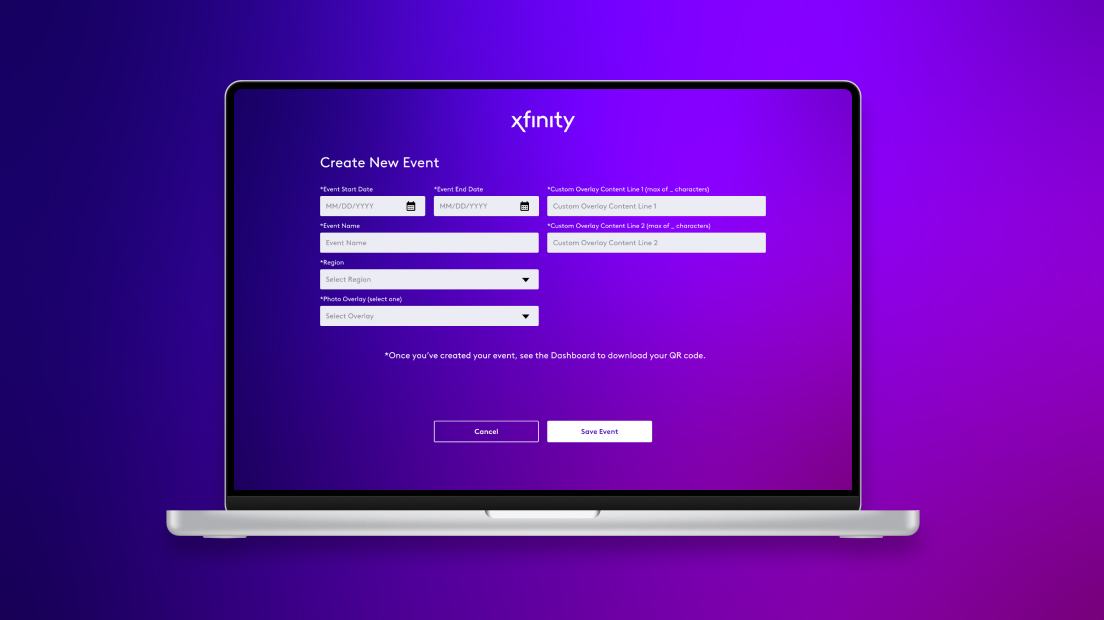 xfinity
Create New Event
*Event Start Date
*Event End Date
*Custom Overlay Content Line 1 (max of _ characters)
MM/DD/YYYY
MM/DD/YYYY
Custom Overlay Content Line 1
*Event Name
*Custom Overlay Content Line 2 (max of _ characters)
Event Name
Custom Overlay Content Line 2
*Region
Select Region
*Photo Overlay (select one)
Select Overlay
*Once you’ve created your event, see the Dashboard to download your QR code.
Cancel
Save Event